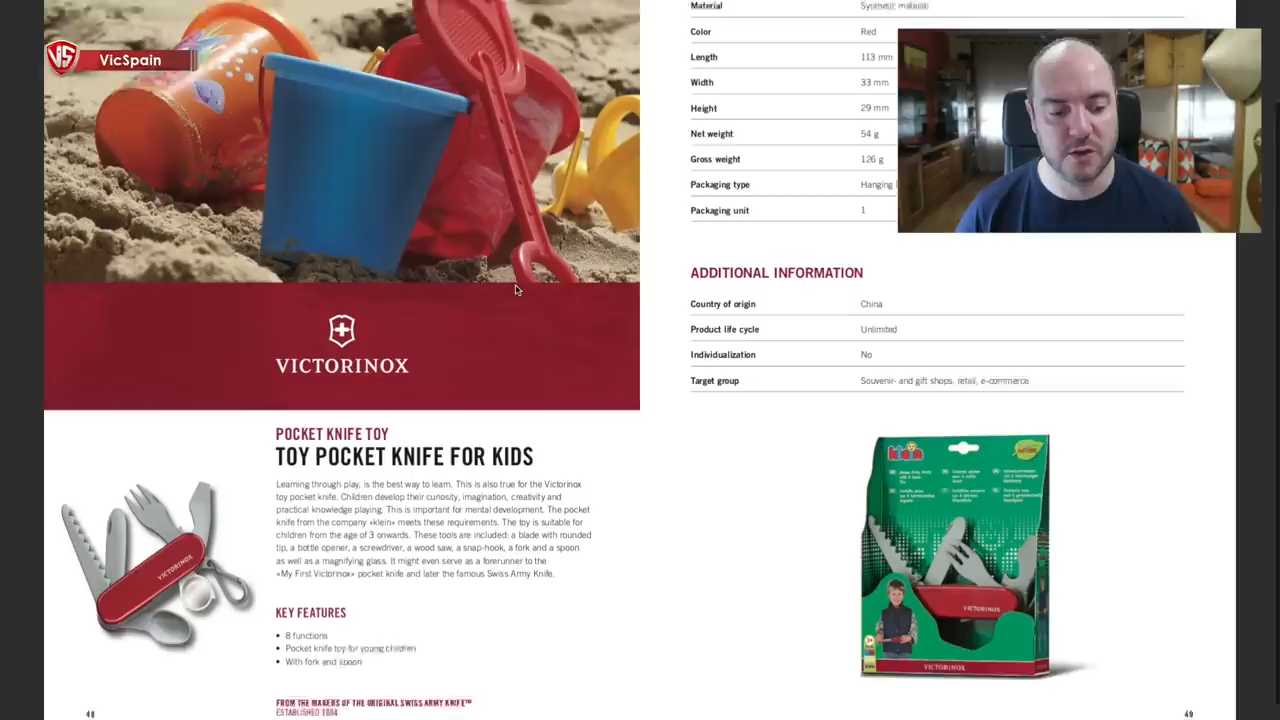 VS
VicSpain
VICTORINOX
POCKET KNIFE TOY
TOY POCKET KNIFE FOR KIDS
Learning through play, is the best way to learn. This is also true for the Victorinox
toy pocket knife. Children develop their curiosity, imagination, creativity and
practical knowledge playing. This is important for mental development. The pocket
knife from the company «klein» meets these requirements. The toy is suitable for
children from the age of 3 onwards. These tools are included: a blade with rounded
tip, a bottle opener, a screwdriver, a wood saw, a snap-hook, a fork and a spoon
as well as a magnifying glass. It might even serve as a forerunner to the
«My First Victorinox» pocket knife and later the famous Swiss Army Knife.
VICTORINOX
KEY FEATURES
• 8 functions
• Pocket knife toy for young children
• With fork and spoon
FROM THE MAKERS OF THE ORIGINAL SWISS ARMY KNIFE™
ESTABLISHED 1884
48
Material Synthetic material
Color Red
Length 113 mm
Width 33 mm
Height 29 mm
Net weight 54 g
Gross weight 126 g
Packaging type Hanging
Packaging unit 1
ADDITIONAL INFORMATION
Country of origin China
Product life cycle Unlimited
Individualization No
Target group Souvenir- and gift shops, retail, e-commerce
klein
VICTORINOX
VICTORINOX
49